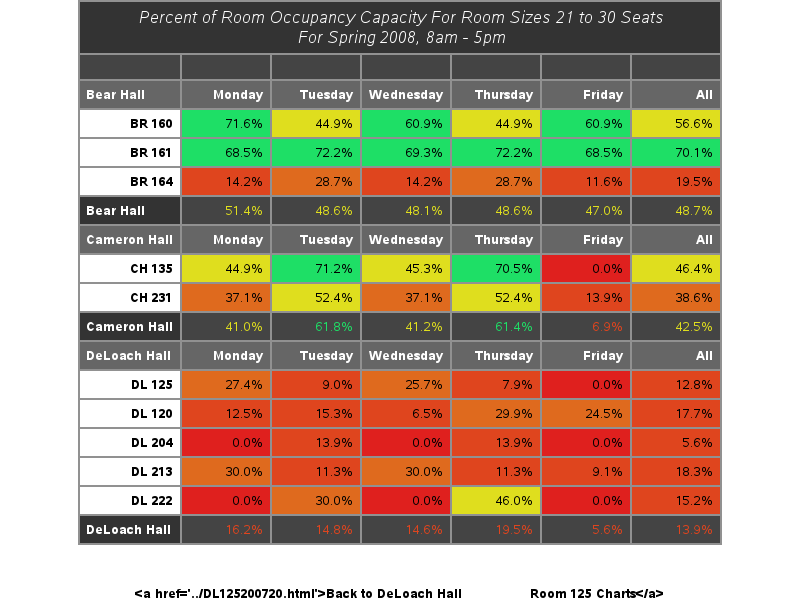 Percent of Room Occupancy Capacity For Room Sizes 21 to 30 Seats
For Spring 2008, 8am - 5pm
Bear Hall Monday Tuesday Wednesday Thursday Friday All
BR 160 71.6% 44.9% 60.9% 44.9% 60.9% 56.6%
BR 161 68.5% 72.2% 69.3% 72.2% 68.5% 70.1%
BR 164 14.2% 28.7% 14.2% 28.7% 11.6% 19.5%
Bear Hall 51.4% 48.6% 48.1% 48.6% 47.0% 48.7%
Cameron Hall Monday Tuesday Wednesday Thursday Friday All
CH 135 44.9% 71.2% 45.3% 70.5% 0.0% 46.4%
CH 231 37.1% 52.4% 37.1% 52.4% 13.9% 38.6%
Cameron Hall 41.0% 61.8% 41.2% 61.4% 6.9% 42.5%
DeLoach Hall Monday Tuesday Wednesday Thursday Friday All
DL 125 27.4% 9.0% 25.7% 7.9% 0.0% 12.8%
DL 120 12.5% 15.3% 6.5% 29.9% 24.5% 17.7%
DL 204 0.0% 13.9% 0.0% 13.9% 0.0% 5.6%
DL 213 30.0% 11.3% 30.0% 11.3% 9.1% 18.3%
DL 222 0.0% 30.0% 0.0% 46.0% 0.0% 15.2%
DeLoach Hall 16.2% 14.8% 14.6% 19.5% 5.6% 13.9%
<a href='../DL125200720.html'>Back to DeLoach Hall Room 125 Charts</a>